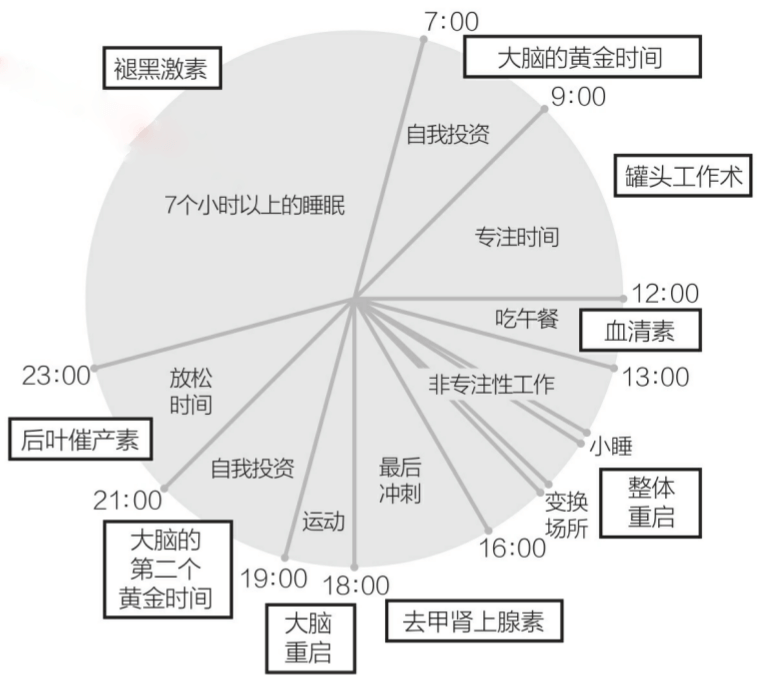 7:00
大脑的黄金时间
褪黑激素
9:00
自我投资
罐头工作术
7个小时以上的睡眠
专注时间
12:00
吃午餐
血清素
23:00
13:00
放松
时间
非专注性工作
后叶催产素
小睡
自我投资
最后
冲刺
整体
重启
21:00
变换
场所
运动
16:00
大脑的
第二个
黄金时间
19:00
18:00
大脑
重启
去甲肾上腺素